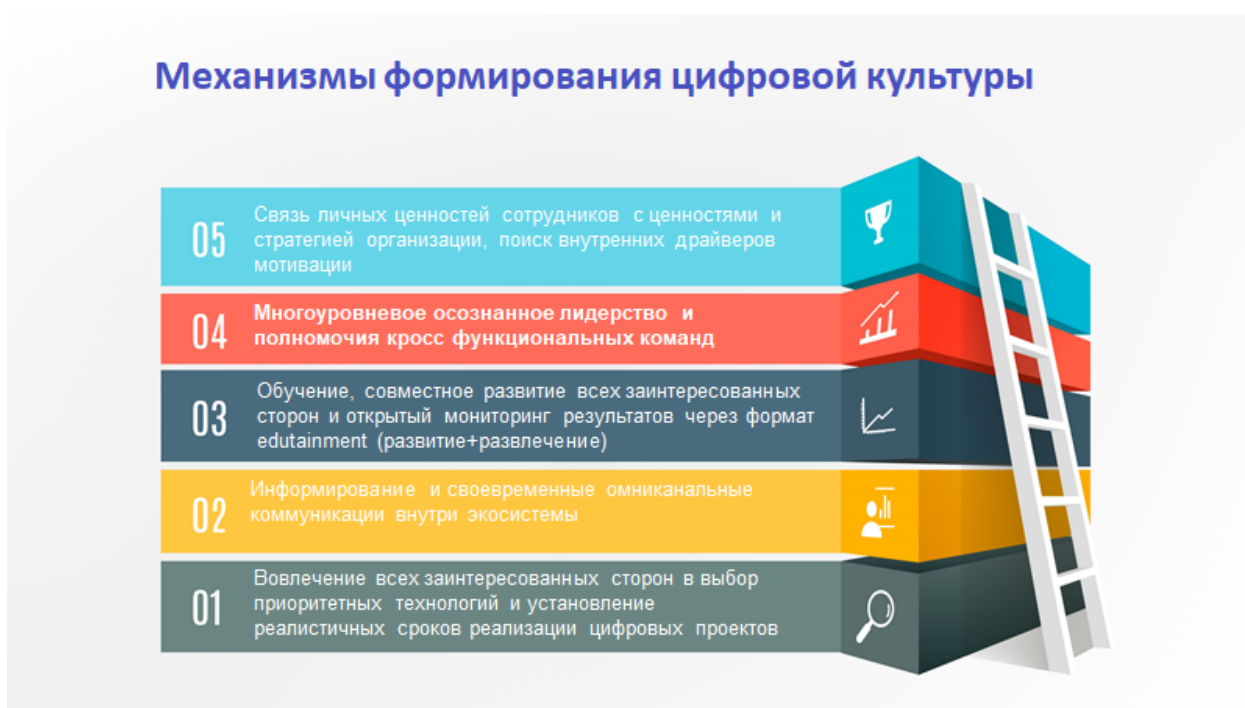 Механизмы формирования цифровой культуры
05
Связь личных ценностей сотрудников с ценностями и
стратегией организации, поиск внутренних драйверов
мотивации
04
Многоуровневое осознанное лидерство и
полномочия кросс функциональных команд
03
Обучение, совместное развитие всех заинтересованных
сторон и открытый мониторинг результатов через формат
edutainment (развитие+развлечение)
02
Информирование и своевременные омниканальные
коммуникации внутри экосистемы
01
Вовлечение всех заинтересованных сторон в выбор
приоритетных технологий и установление
реалистичных сроков реализации цифровых проектов